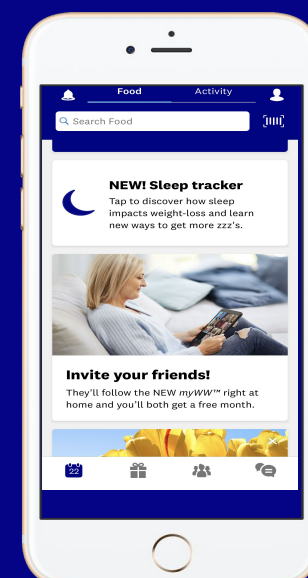 Food Activity
Search Food
NEW! Sleep tracker
Tap to discover how sleep
impacts weight-loss and learn
new ways to get more zzz's.
Invite your friends!
They'll follow the NEW myWW™ right at
home and you'll both get a free month.
22